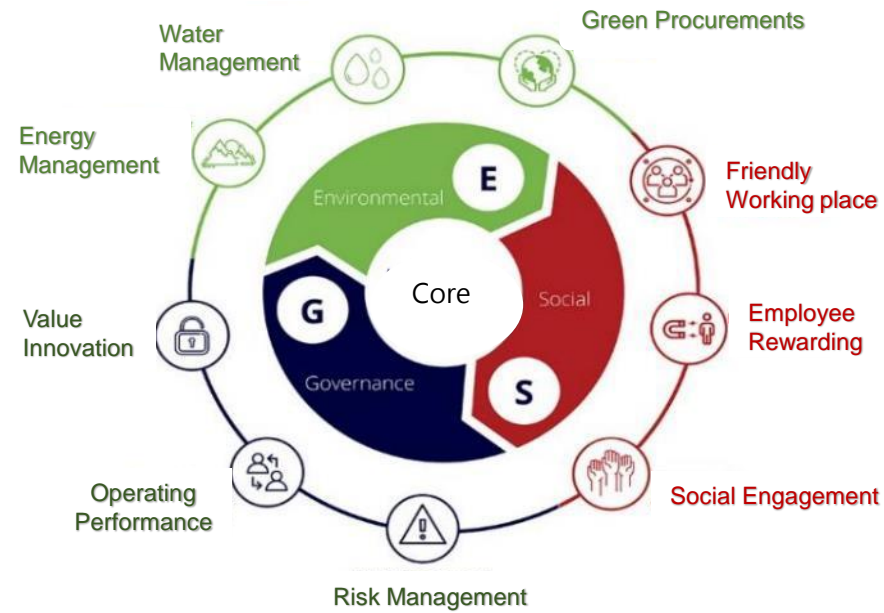 Green Procurements
Water
Management
Energy
Management
E
Environmental
Friendly
Working place
Core
Social
G
Value
Innovation
Employee
Rewarding
Governance
S
Operating
Performance
Social Engagement
Risk Management